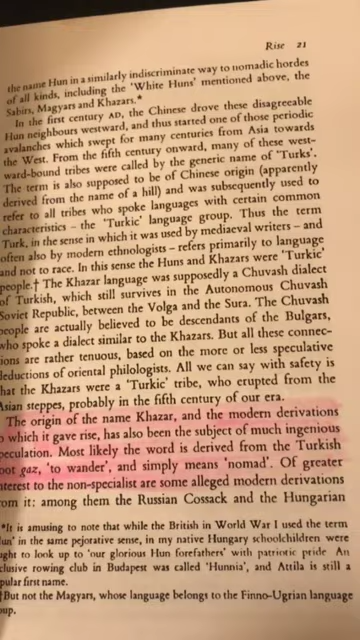 Rise 21
the name Hun in a similarly indiscriminate way to nomadic hordes
of all kinds, including the 'White Huns' mentioned above, the
Sabirs, Magyars and Khazars.*
In the first century AD, the Chinese drove these disagreeable
Hun neighbours westward, and thus started one of those periodic
avalanches which swept for many centuries from Asia towards
the West. From the fifth century onward, many of these west-
ward-bound tribes were called by the generic name of 'Turks'.
The term is also supposed to be of Chinese origin (apparently
derived from the name of a hill) and was subsequently used to
refer to all tribes who spoke languages with certain common
characteristics – the 'Turkic' language group. Thus the term
Turk, in the sense in which it was used by mediaeval writers – and
often also by modern ethnologists – refers primarily to language
and not to race. In this sense the Huns and Khazars were 'Turkic'
people.† The Khazar language was supposedly a Chuvash dialect
of Turkish, which still survives in the Autonomous Chuvash
Soviet Republic, between the Volga and the Sura. The Chuvash
people are actually believed to be descendants of the Bulgars,
who spoke a dialect similar to the Khazars. But all these connec-
ions are rather tenuous, based on the more or less speculative
deductions of oriental philologists. All we can say with safety is
hat the Khazars were a 'Turkic' tribe, who erupted from the
Asian steppes, probably in the fifth century of our era.
The origin of the name Khazar, and the modern derivations
o which it gave rise, has also been the subject of much ingenious
peculation. Most likely the word is derived from the Turkish
oot gaz, 'to wander', and simply means 'nomad'. Of greater
nterest to the non-specialist are some alleged modern derivations
rom it: among them the Russian Cossack and the Hungarian
*It is amusing to note that while the British in World War I used the term
un' in the same pejorative sense, in my native Hungary schoolchildren were
ught to look up to 'our glorious Hun forefathers' with patriotic pride An
clusive rowing club in Budapest was called 'Hunnia', and Attila is still a
pular first name.
†But not the Magyars, whose language belongs to the Finno-Ugrian language
oup.